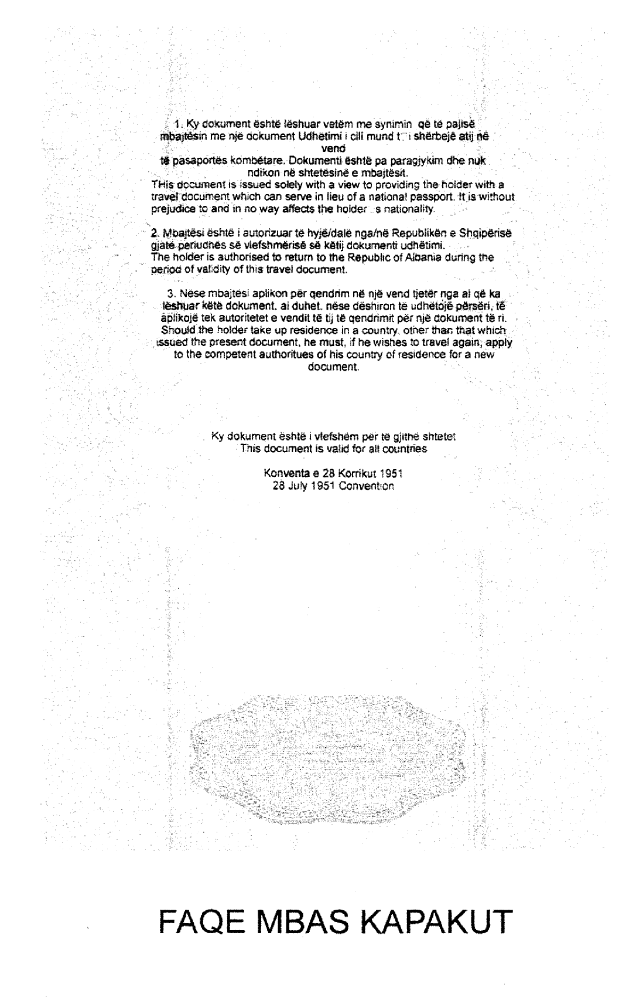 1. Ky dokument është lëshuar vetëm me synimin që të pajisë
mbajtësin me një dokument Udhëtimi i cili mund t i shërbejë atij në
vend
të pasaportës kombëtare. Dokumenti është pa paragjykim dhe nuk
ndikon në shtetësinë e mbajtësit.
THis document is issued solely with a view to providing the holder with a
travel document which can serve in lieu of a national passport. It is without
prejudice to and in no way affects the holder s nationality.
2. Mbajtësi është i autorizuar të hyjë/dalë nga/në Republikën e Shqipërisë
gjatë periudhës së vlefshmërisë së këtij dokumenti udhëtimi.
The holder is authorised to return to the Republic of Albania during the
period of validity of this travel document.
3. Nëse mbajtësi aplikon për qendrim në një vend tjetër nga ai që ka
lëshuar këtë dokument, ai duhet, nëse dëshiron të udhëtojë përsëri, të
aplikojë tek autoritetet e vendit të tij të qendrimit për një dokument të ri.
Should the holder take up residence in a country, other than that which
issued the present document, he must, if he wishes to travel again, apply
to the competent authoritues of his country of residence for a new
document.
Ky dokument është i vlefshëm për të gjithë shtetet
This document is valid for all countries
Konventa e 28 Korrikut 1951
28 July 1951 Convention
FAQE MBAS KAPAKUT